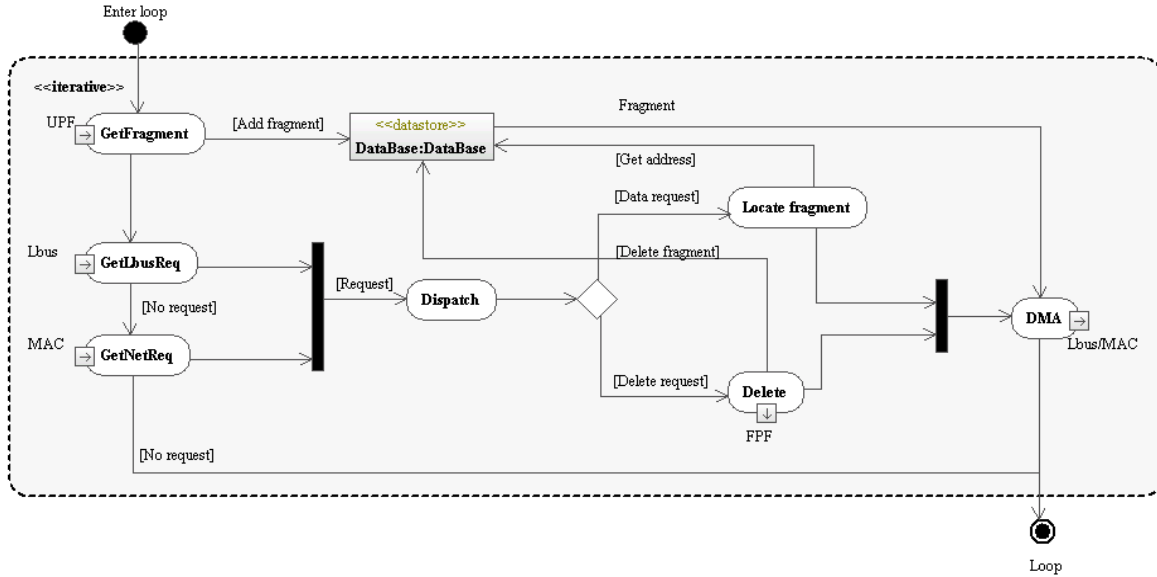 Enter loop
<<iterative>>
UPF
GetFragment
[Add fragment]
<<datastore>>
DataBase:DataBase
Fragment
[Get address]
[Data request]
Locate fragment
Lbus
GetLbusReq
[Delete fragment]
[No request]
[Request]
Dispatch
MAC
GetNetReq
DMA
Lbus/MAC
[Delete request]
Delete
FPF
[No request]
Loop